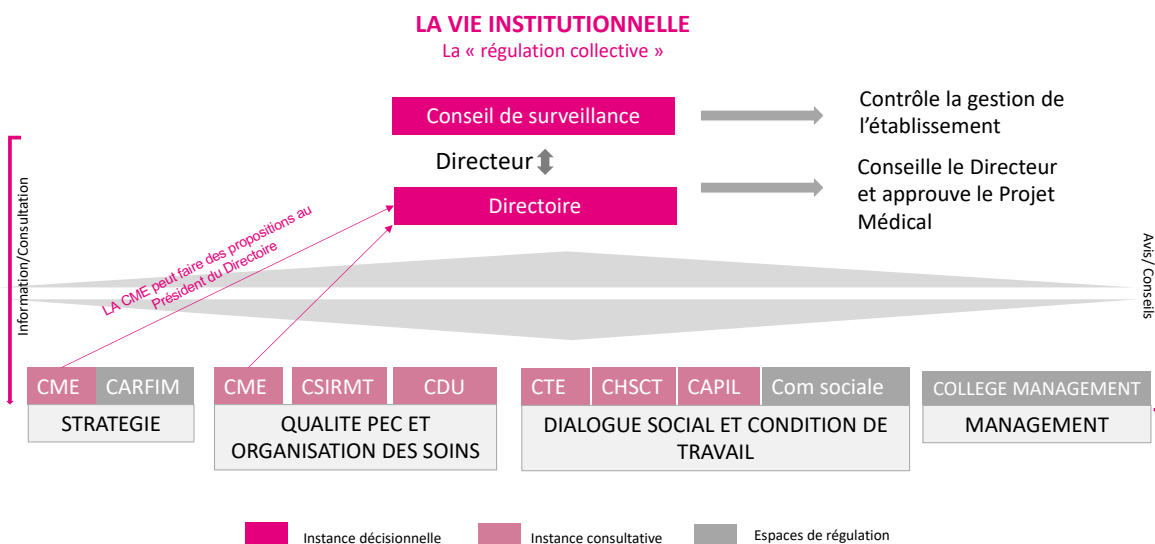 LA VIE INSTITUTIONNELLE
La « régulation collective »
Conseil de surveillance
Contrôle la gestion de
l’établissement
Directeur
Directoire
Conseille le Directeur
et approuve le Projet
Médical
Information/Consultation
LA CME peut faire des propositions au
Président du Directoire
Avis/ Conseils
CME
CARFIM
STRATEGIE
CME
CSIRMT
CDU
QUALITE PEC ET
ORGANISATION DES SOINS
CTE
CHSCT
CAPIL
Com sociale
DIALOGUE SOCIAL ET CONDITION DE
TRAVAIL
COLLEGE MANAGEMENT
MANAGEMENT
Instance décisionnelle
Instance consultative
Espaces de régulation